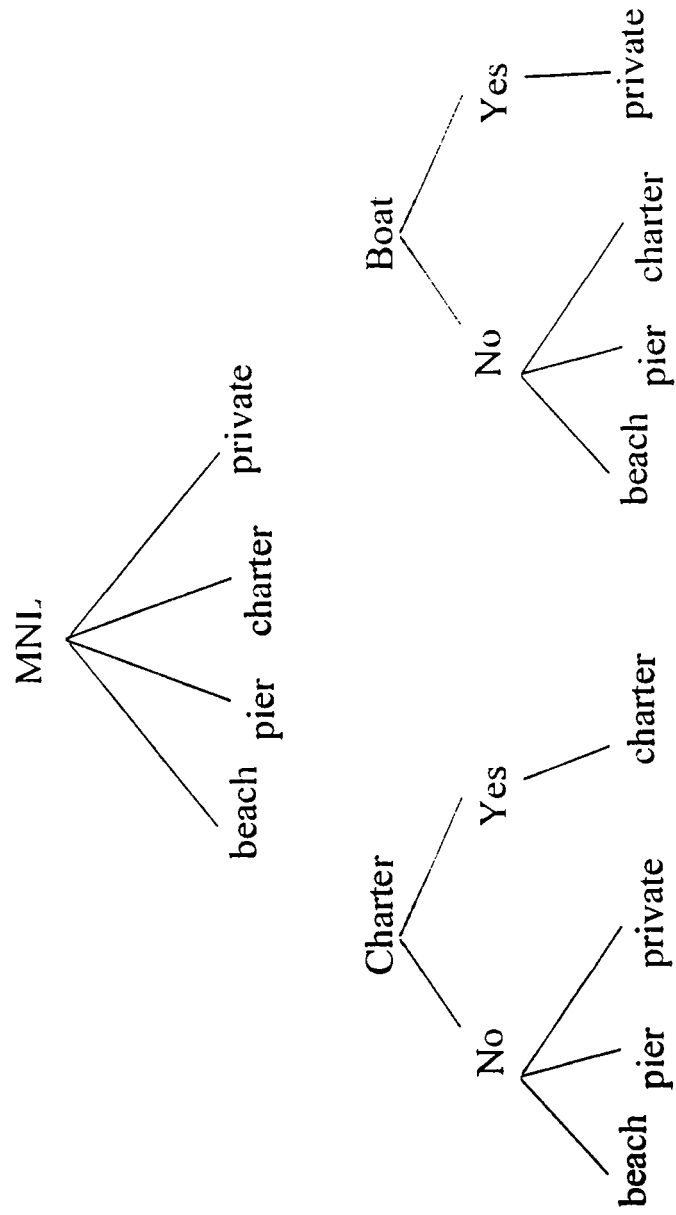 MNL
beach pier charter private
Charter
No Yes
beach pier private charter
Boat
No Yes
beach pier charter private